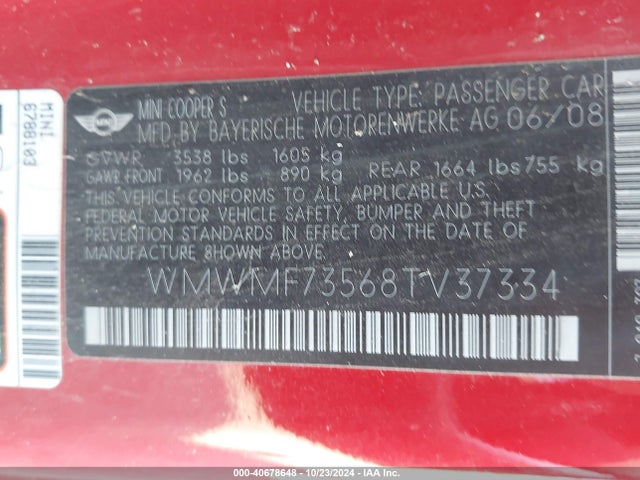 MINI COOPER S VEHICLE TYPE: PASSENGER CAR
MFD BY BAYERISCHE MOTORENWERKE AG 06/08
GVWR 3538 lbs 1605 kg
GAWR FRONT 1962 lbs 890 kg REAR 1664 lbs 755 kg
THIS VEHICLE CONFORMS TO ALL APPLICABLE U.S.
FEDERAL MOTOR VEHICLE SAFETY, BUMPER AND THEFT
PREVENTION STANDARDS IN EFFECT ON THE DATE OF
MANUFACTURE SHOWN ABOVE.
WMWMF73568TV37334
MINI
6788103
000-40678648 - 10/23/2024 - IAA Inc.